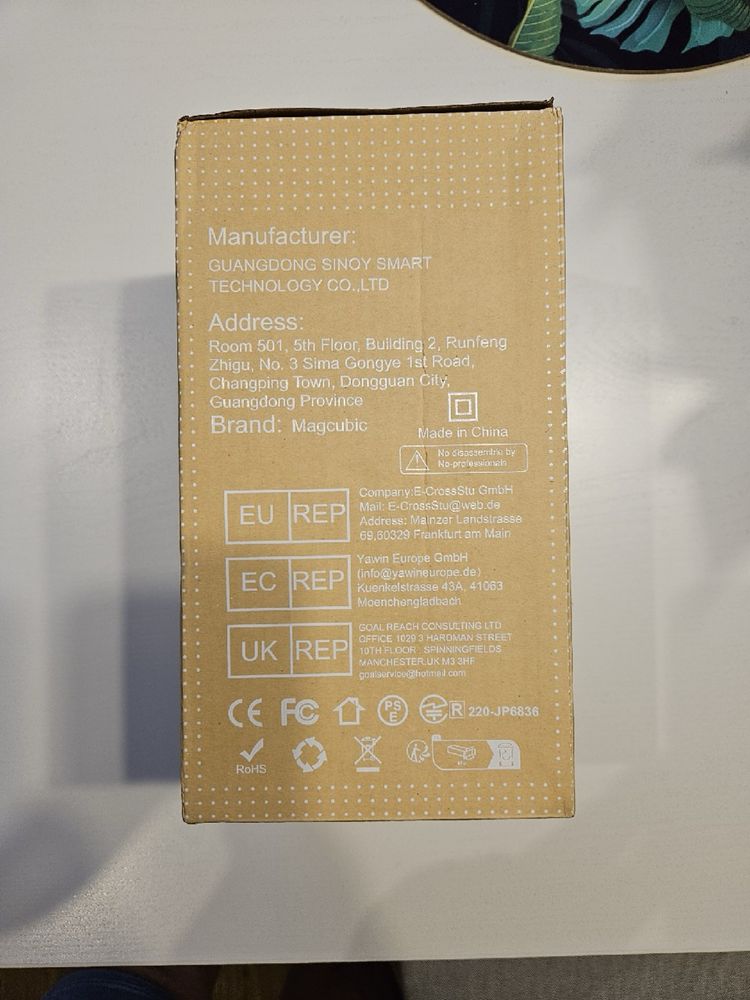 Manufacturer:
GUANGDONG SINOY SMART
TECHNOLOGY CO.,LTD
Address:
Room 501, 5th Floor, Building 2, Runfeng
Zhigu, No. 3 Sima Gongye 1st Road,
Changping Town, Dongguan City,
Guangdong Province
Brand: Magcubic
Made in China
No disassemble by
No-professionals
EU REP
Company:E-CrossStu GmbH
Mail: E-CrossStu@web.de
Address: Mainzer Landstrasse
69,60329 Frankfurt am Main
EC REP
Yawin Europe GmbH
(info@yawineurope.de)
Kuenkelstrasse 43A, 41063
Moenchengladbach
UK REP
GOAL REACH CONSULTING LTD
OFFICE 1029 3 HARDMAN STREET
10TH FLOOR SPINNINGFIELDS
MANCHESTER.UK M3 3HF
goalservice@hotmail.com
CE FC PS E R 220-JP6836
RoHS